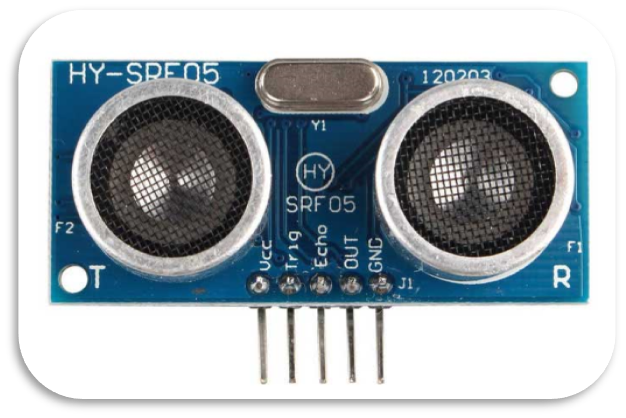 HY-SRF05
120203
Y1
HY
SRF05
F2
F1
Vcc
Trig
Echo
OUT
GND
J1
T
R